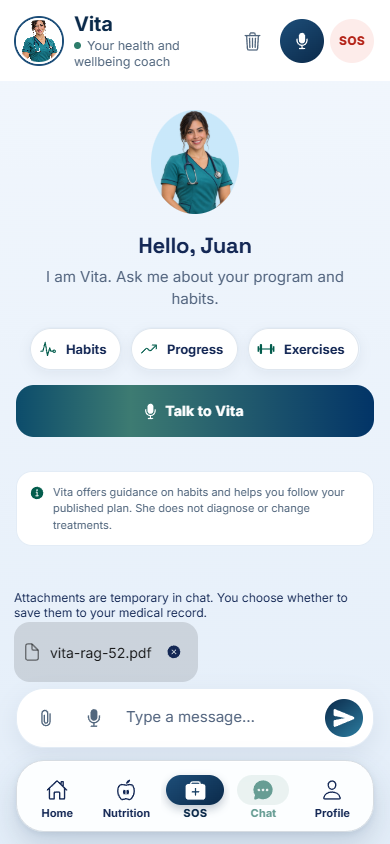 Vita
Your health and
wellbeing coach
SOS
Hello, Juan
I am Vita. Ask me about your program and
habits.
Habits
Progress
Exercises
Talk to Vita
Vita offers guidance on habits and helps you follow your
published plan. She does not diagnose or change
treatments.
Attachments are temporary in chat. You choose whether to
save them to your medical record.
vita-rag-52.pdf
Type a message...
Home
Nutrition
SOS
Chat
Profile